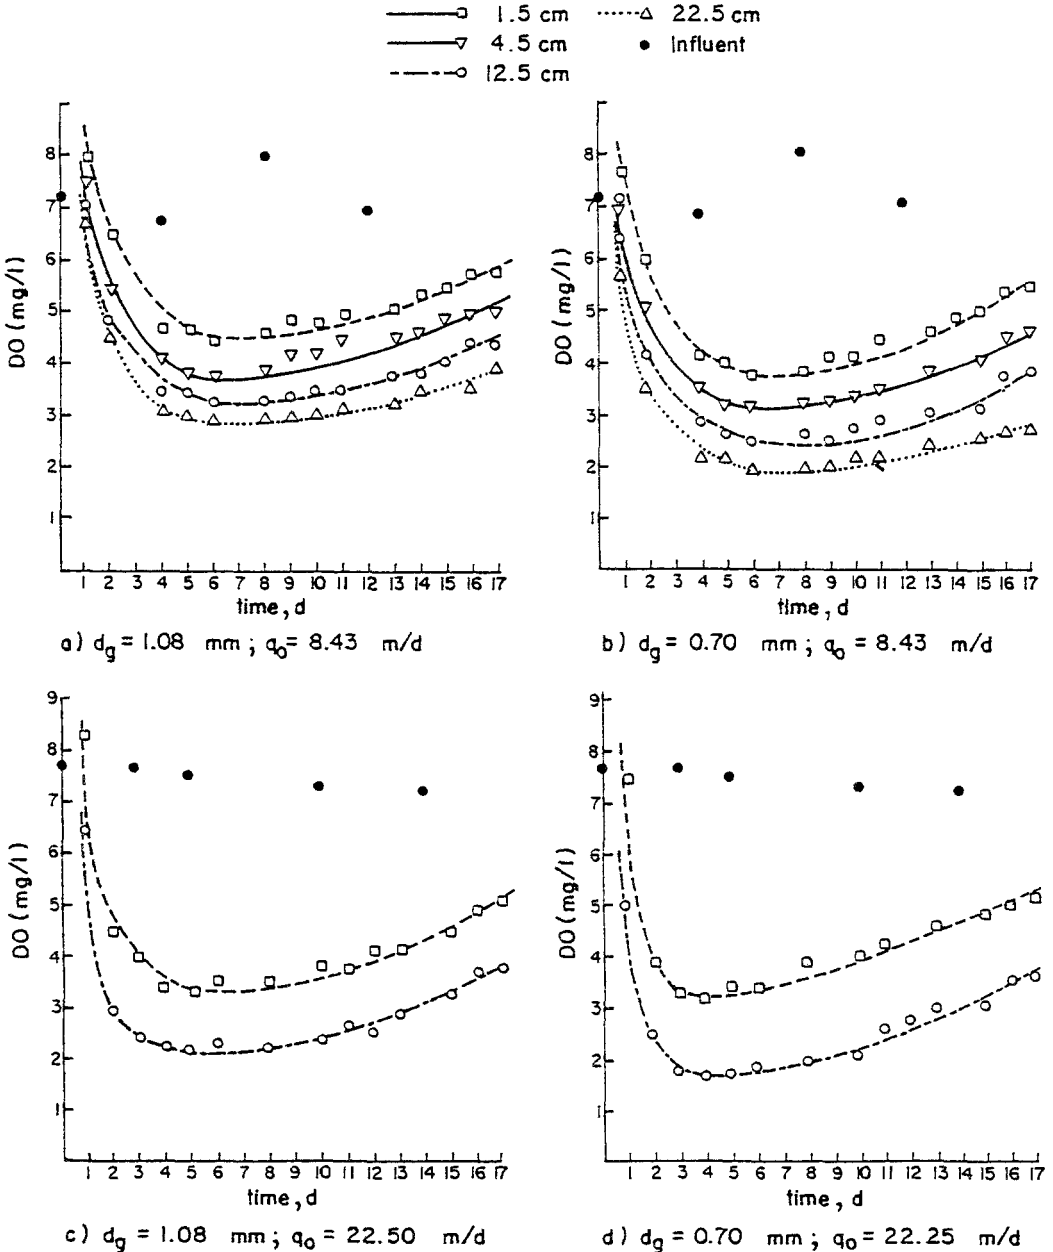 1.5 cm
22.5 cm
4.5 cm
Influent
12.5 cm
DO (mg/l)
8
7
6
5
4
3
2
1
1 2 3 4 5 6 7 8 9 10 11 12 13 14 15 16 17
time, d
a) dg = 1.08 mm ; qo = 8.43 m/d
DO (mg/l)
8
7
6
5
4
3
2
1
1 2 3 4 5 6 7 8 9 10 11 12 13 14 15 16 17
time, d
b) dg = 0.70 mm ; qo = 8.43 m/d
DO (mg/l)
9
8
7
6
5
4
3
2
1
1 2 3 4 5 6 7 8 9 10 11 12 13 14 15 16 17
time, d
c) dg = 1.08 mm ; qo = 22.50 m/d
DO (mg/l)
9
8
7
6
5
4
3
2
1
1 2 3 4 5 6 7 8 9 10 11 12 13 14 15 16 17
time, d
d) dg = 0.70 mm ; qo = 22.25 m/d